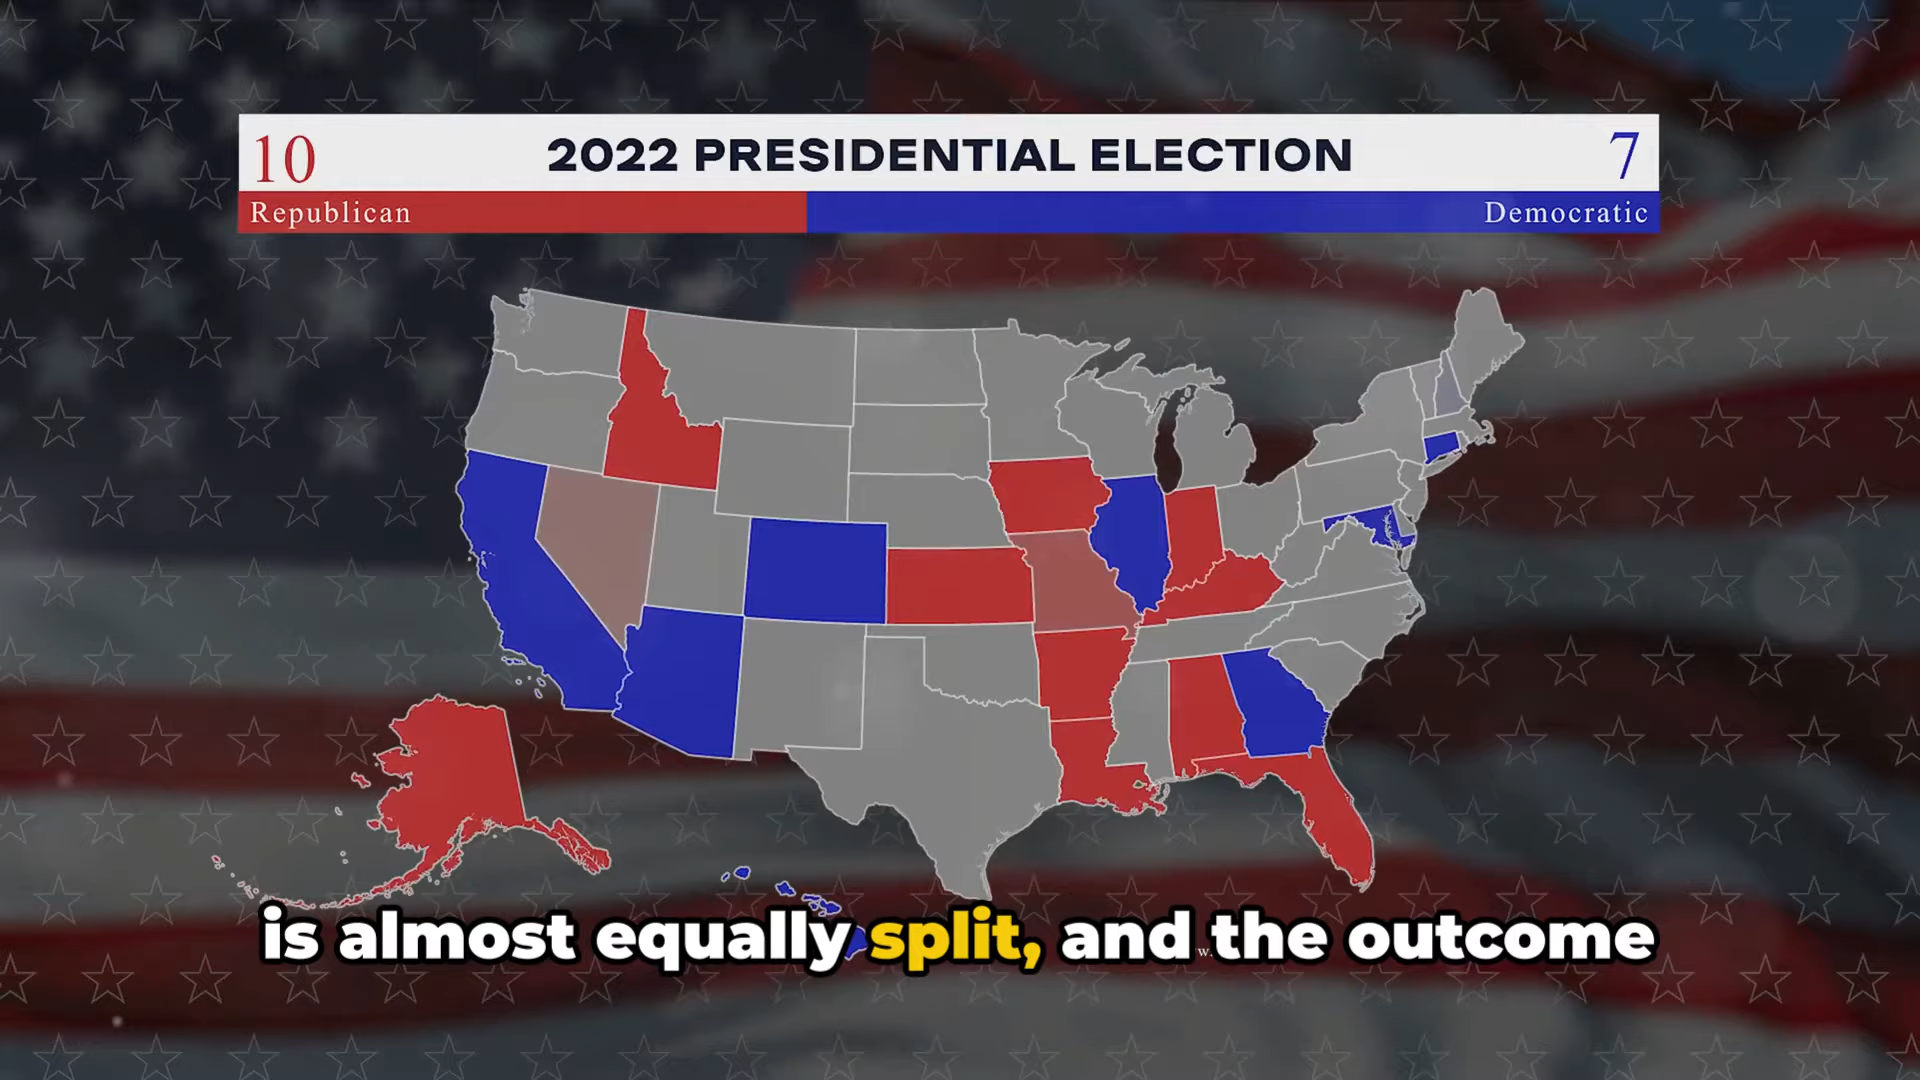 10
2022 PRESIDENTIAL ELECTION
7
Republican
Democratic
is almost equally split, and the outcome